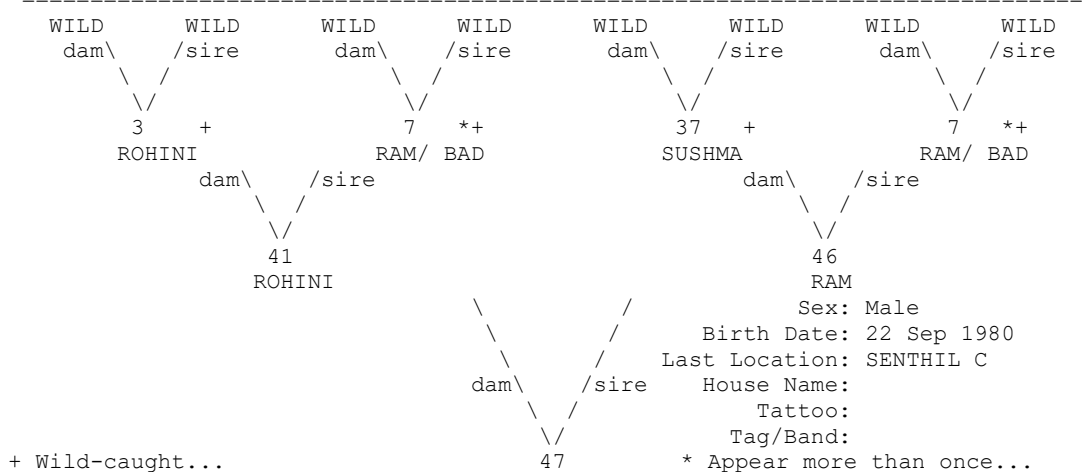 ==============================================================================
WILD WILD WILD WILD WILD WILD WILD WILD
dam\ /sire dam\ /sire dam\ /sire dam\ /sire
\ / \ / \ / \ /
\/ \/ \/ \/
3 + 7 *+ 37 + 7 *+
ROHINI RAM/ BAD SUSHMA RAM/ BAD
dam\ /sire dam\ /sire
\ / \ /
\/ \/
41 46
ROHINI RAM
\ / Sex: Male
\ / Birth Date: 22 Sep 1980
\ / Last Location: SENTHIL C
dam\ /sire House Name:
\ / Tattoo:
\/ Tag/Band:
+ Wild-caught... 47 * Appear more than once...